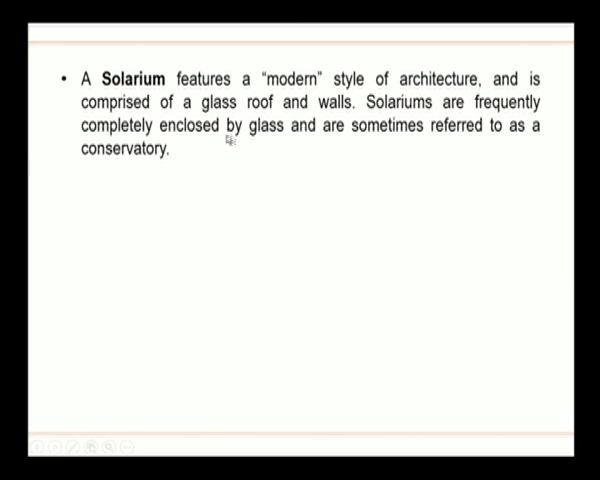 • A Solarium features a “modern” style of architecture, and is
comprised of a glass roof and walls. Solariums are frequently
completely enclosed by glass and are sometimes referred to as a
conservatory.